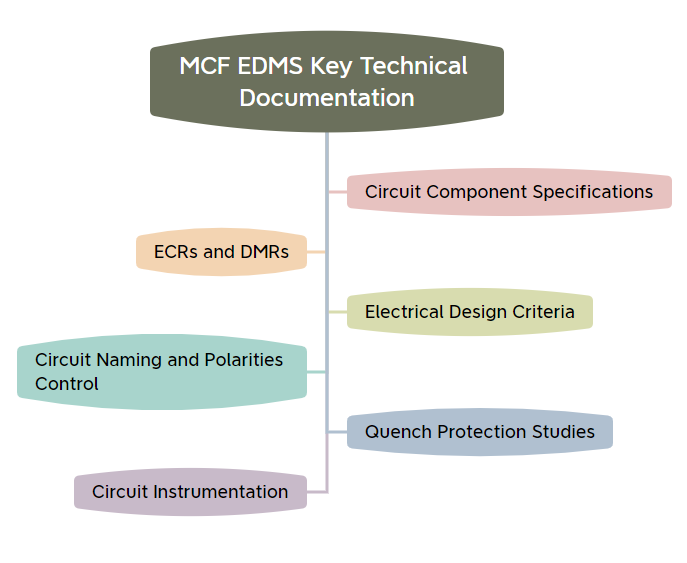 MCF EDMS Key Technical
Documentation
Circuit Component Specifications
ECRs and DMRs
Electrical Design Criteria
Circuit Naming and Polarities
Control
Quench Protection Studies
Circuit Instrumentation